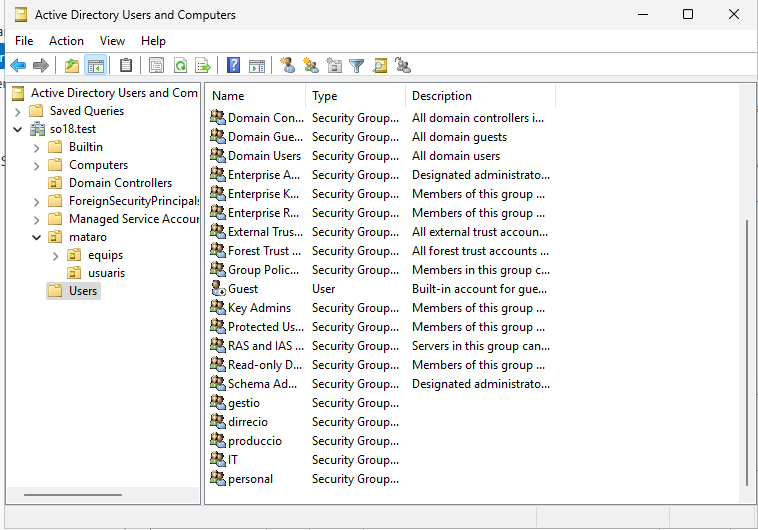 Active Directory Users and Computers
File Action View Help
Active Directory Users and Com
Saved Queries
so18.test
Builtin
Computers
Domain Controllers
ForeignSecurityPrincipals
Managed Service Accour
mataro
equips
usuaris
Users
Name Type Description
Domain Con... Security Group... All domain controllers i...
Domain Gue... Security Group... All domain guests
Domain Users Security Group... All domain users
Enterprise A... Security Group... Designated administrato...
Enterprise K... Security Group... Members of this group ...
Enterprise R... Security Group... Members of this group ...
External Trus... Security Group... All external trust accoun...
Forest Trust ... Security Group... All forest trust accounts ...
Group Polic... Security Group... Members in this group c...
Guest User Built-in account for gue...
Key Admins Security Group... Members of this group ...
Protected Us... Security Group... Members of this group ...
RAS and IAS ... Security Group... Servers in this group can...
Read-only D... Security Group... Members of this group ...
Schema Ad... Security Group... Designated administrato...
gestio Security Group...
dirrecio Security Group...
produccio Security Group...
IT Security Group...
personal Security Group...